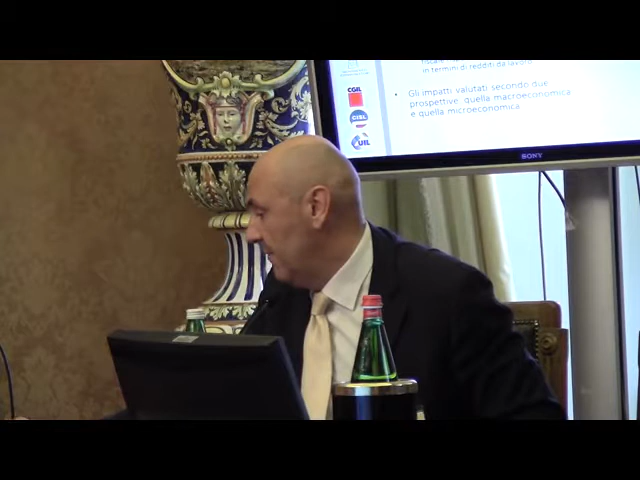 in termini di redditi da lavoro
• Gli impatti valutati secondo due
prospettive: quella macroeconomica
e quella microeconomica
CGIL
CISL
UIL
SONY